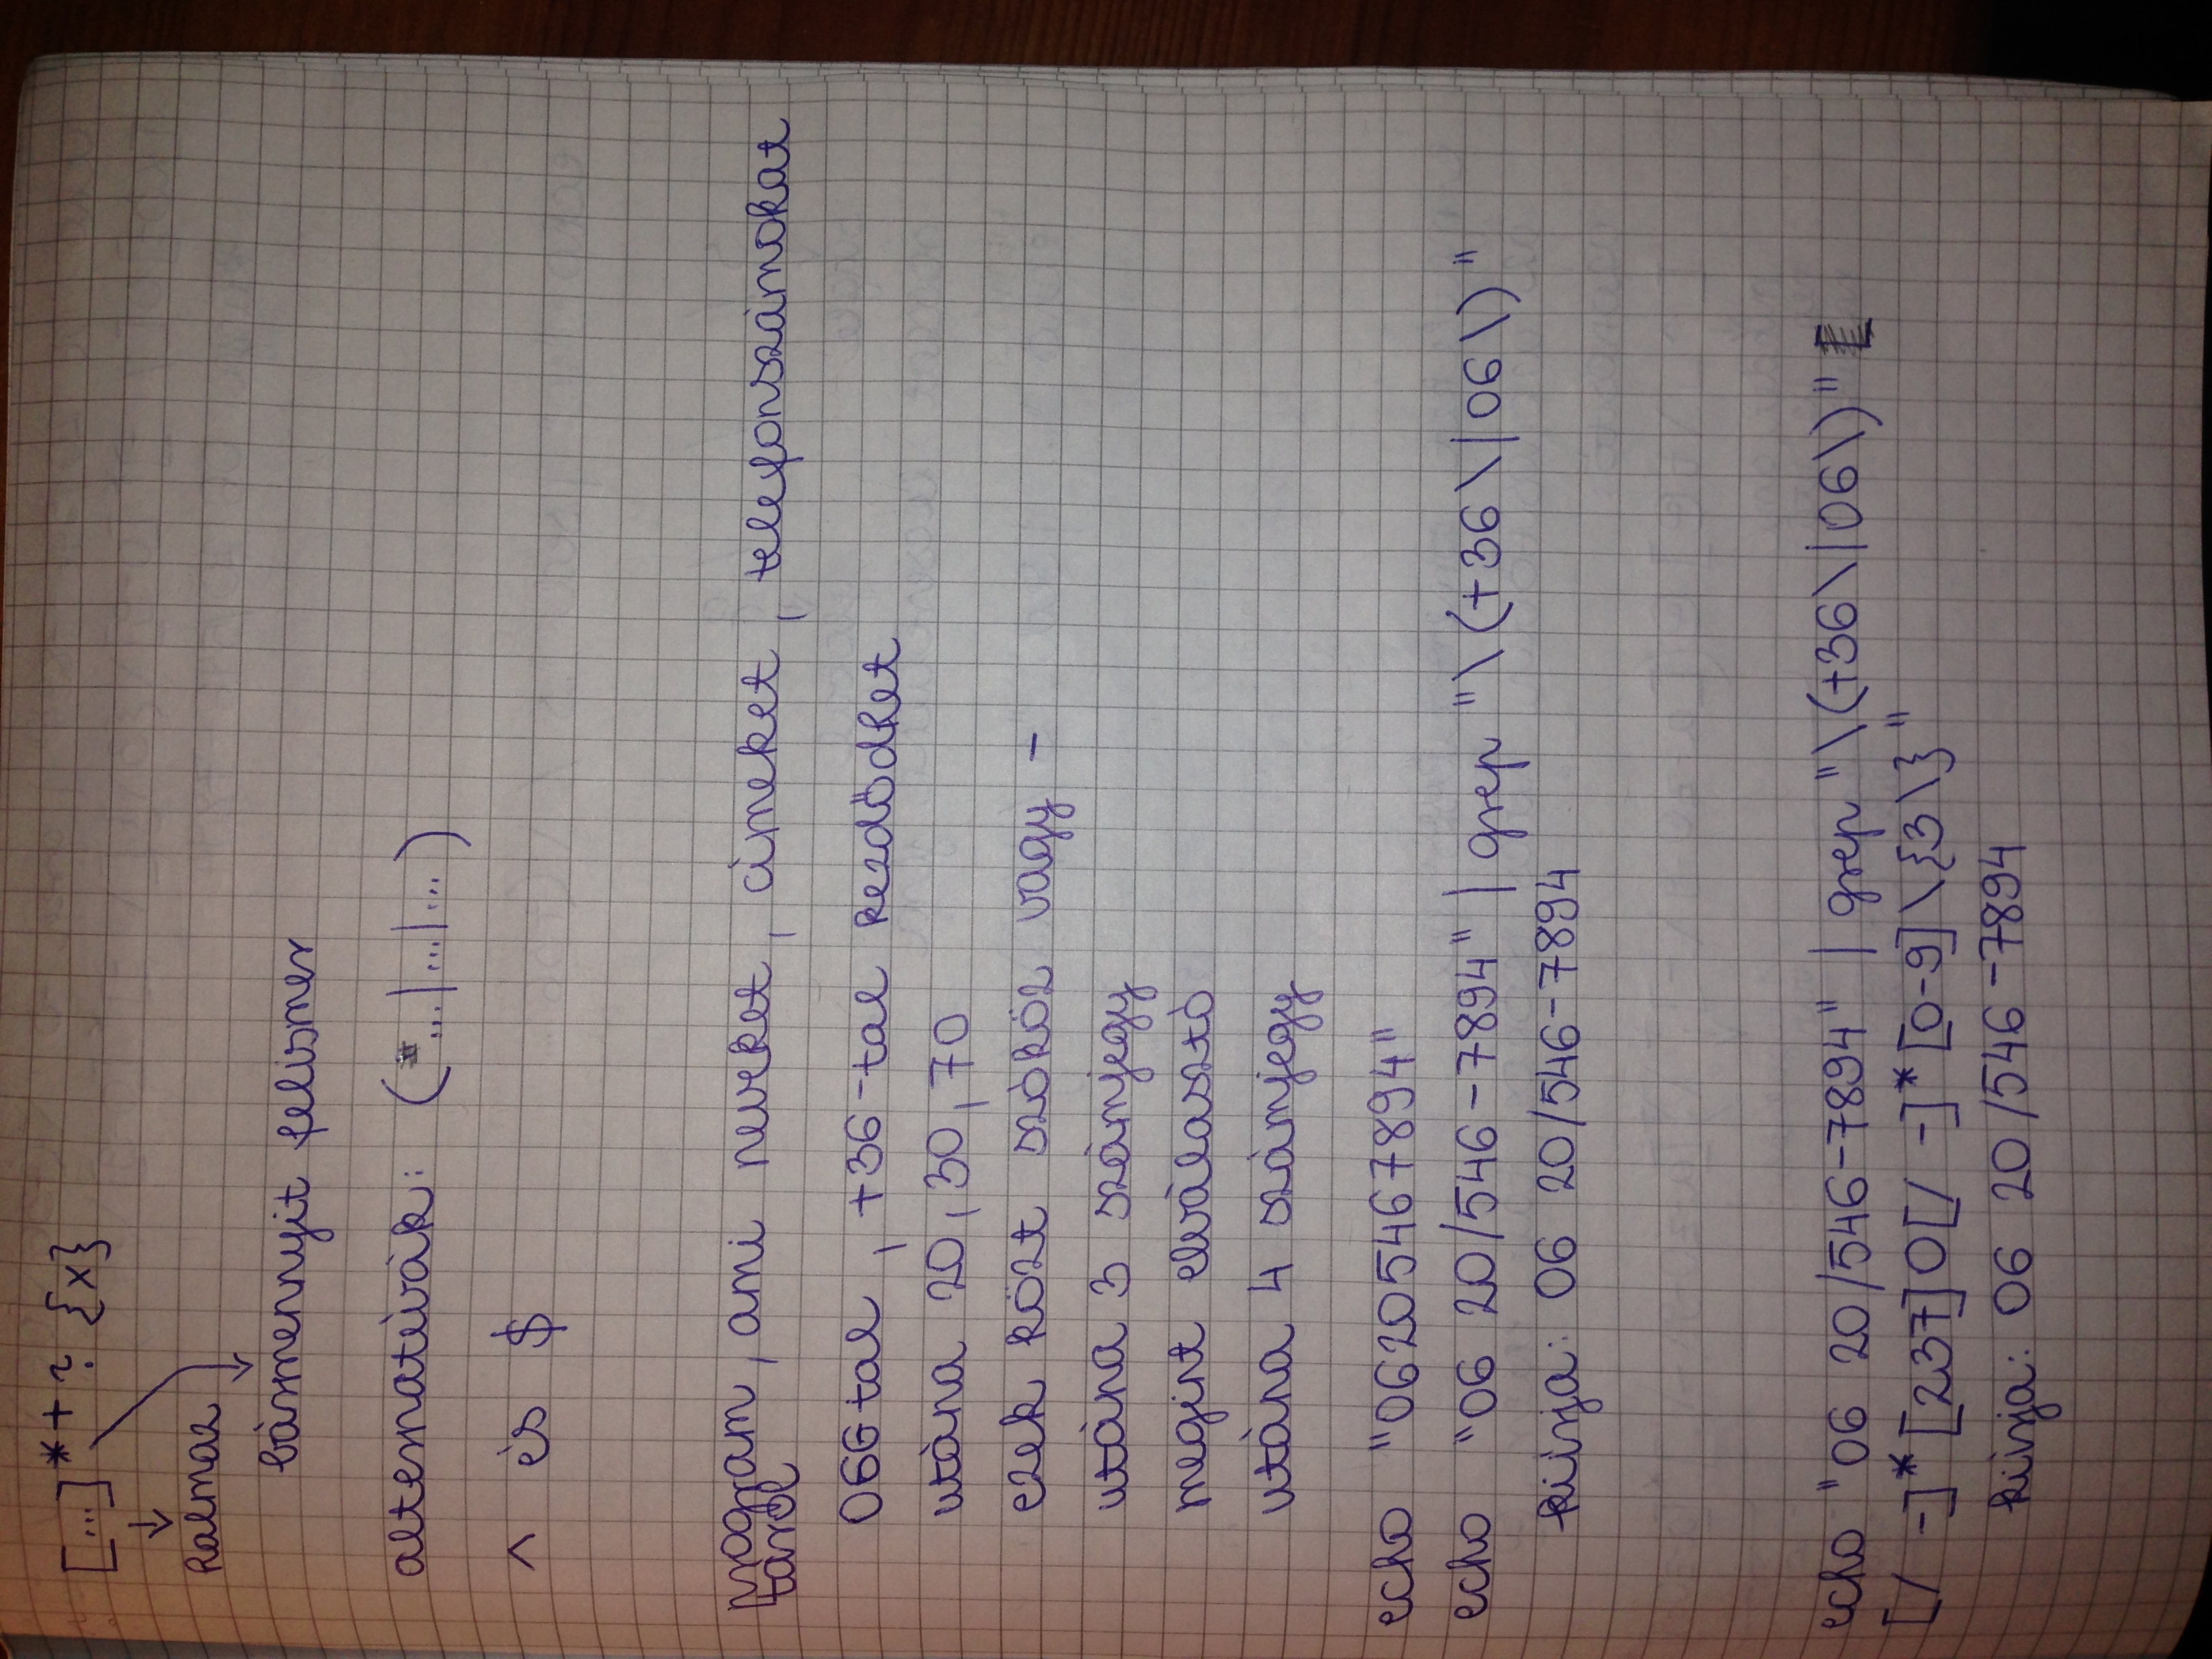 [...]* + ? {x}
halmaz
bármennyit felismer
alternatívák: (...|...|...)
^ és $
program, ami neveket, címeket, telefonszámokat
tárol
066tal, +36-tal kezdődhet
utána 20, 30, 70
ezek közt szóköz vagy -
utána 3 számjegy
megint elválasztó
utána 4 számjegy
echo "06205467894"
echo "06 20/546-7894" | grep "\(+36\|06\)"
kiírja: 06 20/546-7894
echo "06 20/546-7894" | grep "\(+36\|06\)"
[/ -]*[237]0[/ -]*[0-9]\{3\}"
kiírja: 06 20/546-7894